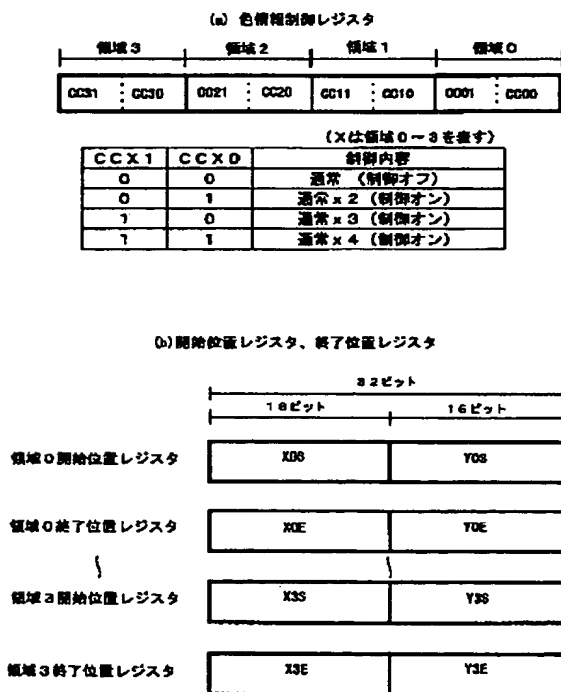 (a) 色情報制御レジスタ
領域3 領域2 領域1 領域0
CC31 CC30 CC21 CC20 CC11 CC10 CC01 CC00
(Xは領域0~3を表す)
CCX1 CCX0 制御内容
0 0 通常 (制御オフ)
0 1 通常x2 (制御オン)
1 0 通常x3 (制御オン)
1 1 通常x4 (制御オン)
(b)開始位置レジスタ、終了位置レジスタ
32ビット
16ビット 16ビット
領域0開始位置レジスタ X0S Y0S
領域0終了位置レジスタ X0E Y0E
領域3開始位置レジスタ X3S Y3S
領域3終了位置レジスタ X3E Y3E